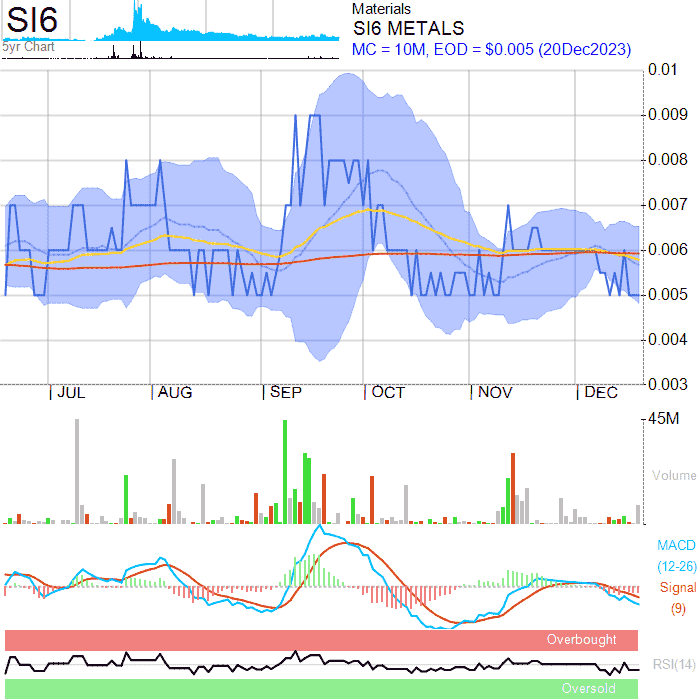 SI6
5yr Chart
Materials
SI6 METALS
MC = 10M, EOD = $0.005 (20Dec2023)
0.01
0.009
0.008
0.007
0.006
0.005
0.004
0.003
JUL AUG SEP OCT NOV DEC
45M
Volume
MACD
(12-26)
Signal
(9)
Overbought
RSI(14)
Oversold